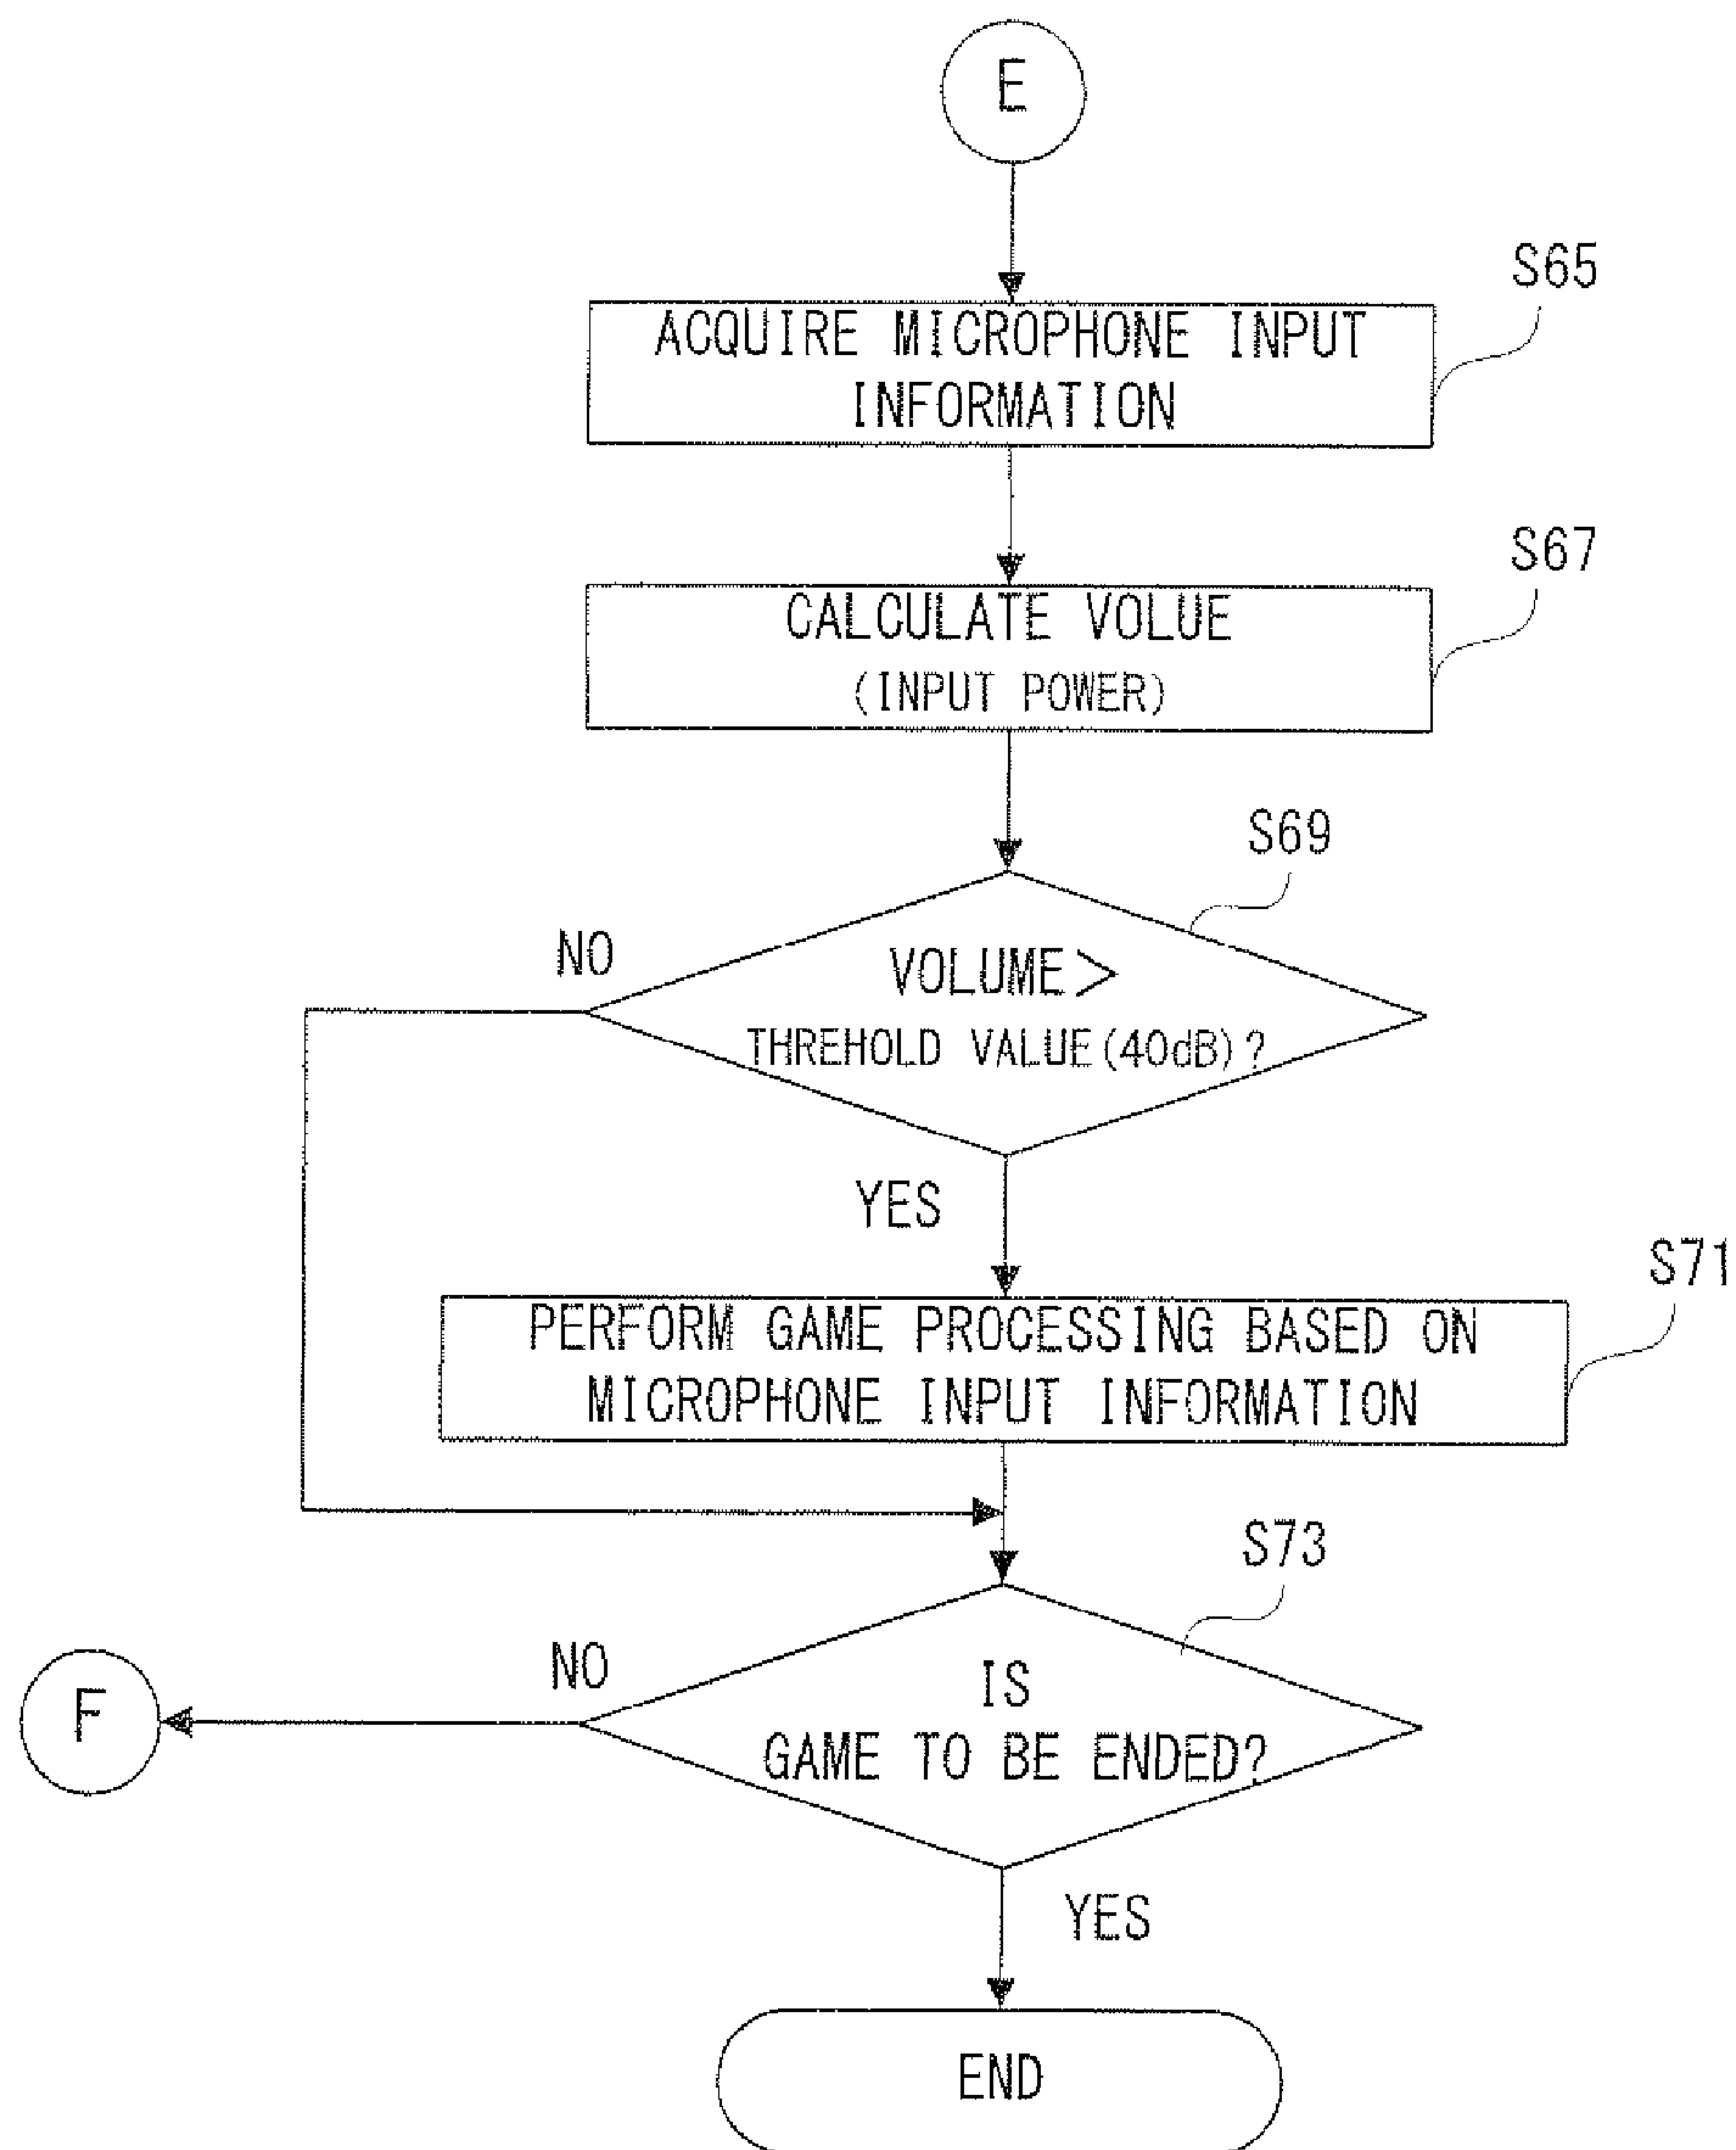 E
S65
ACQUIRE MICROPHONE INPUT
INFORMATION
S67
CALCULATE VOLUE
(INPUT POWER)
S69
NO
VOLUME >
THREHOLD VALUE(40dB)?
YES
S71
PERFORM GAME PROCESSING BASED ON
MICROPHONE INPUT INFORMATION
S73
NO
F
IS
GAME TO BE ENDED?
YES
END